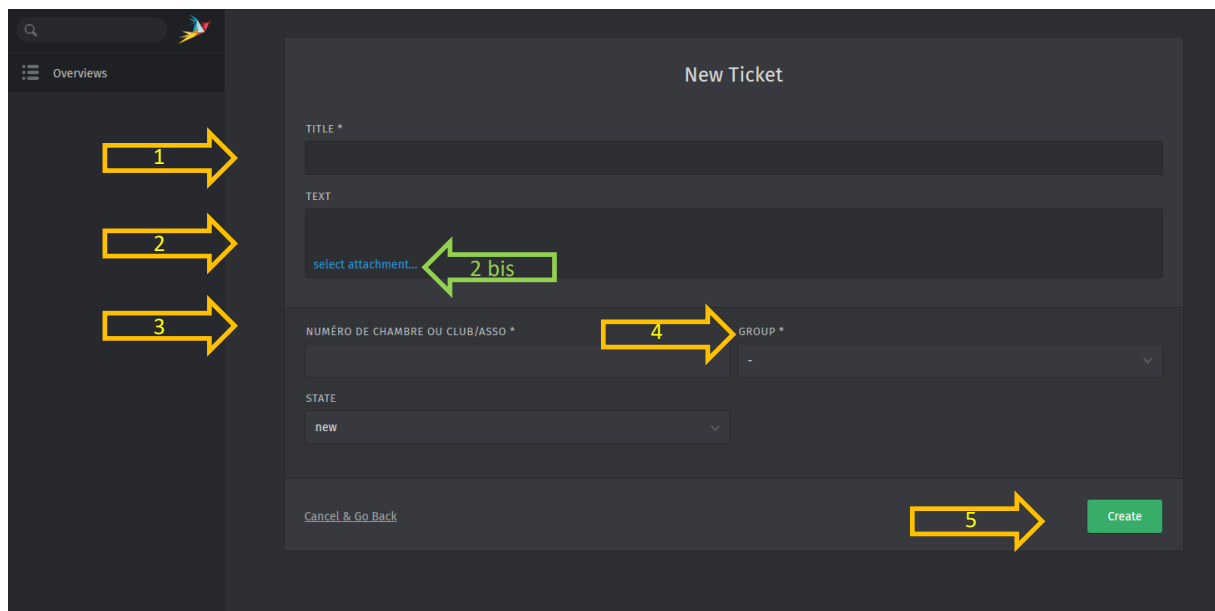 Overviews
New Ticket
TITLE *
1
TEXT
2
select attachment...
2 bis
3
NUMÉRO DE CHAMBRE OU CLUB/ASSO *
4
GROUP *
-
STATE
new
Cancel & Go Back
5
Create